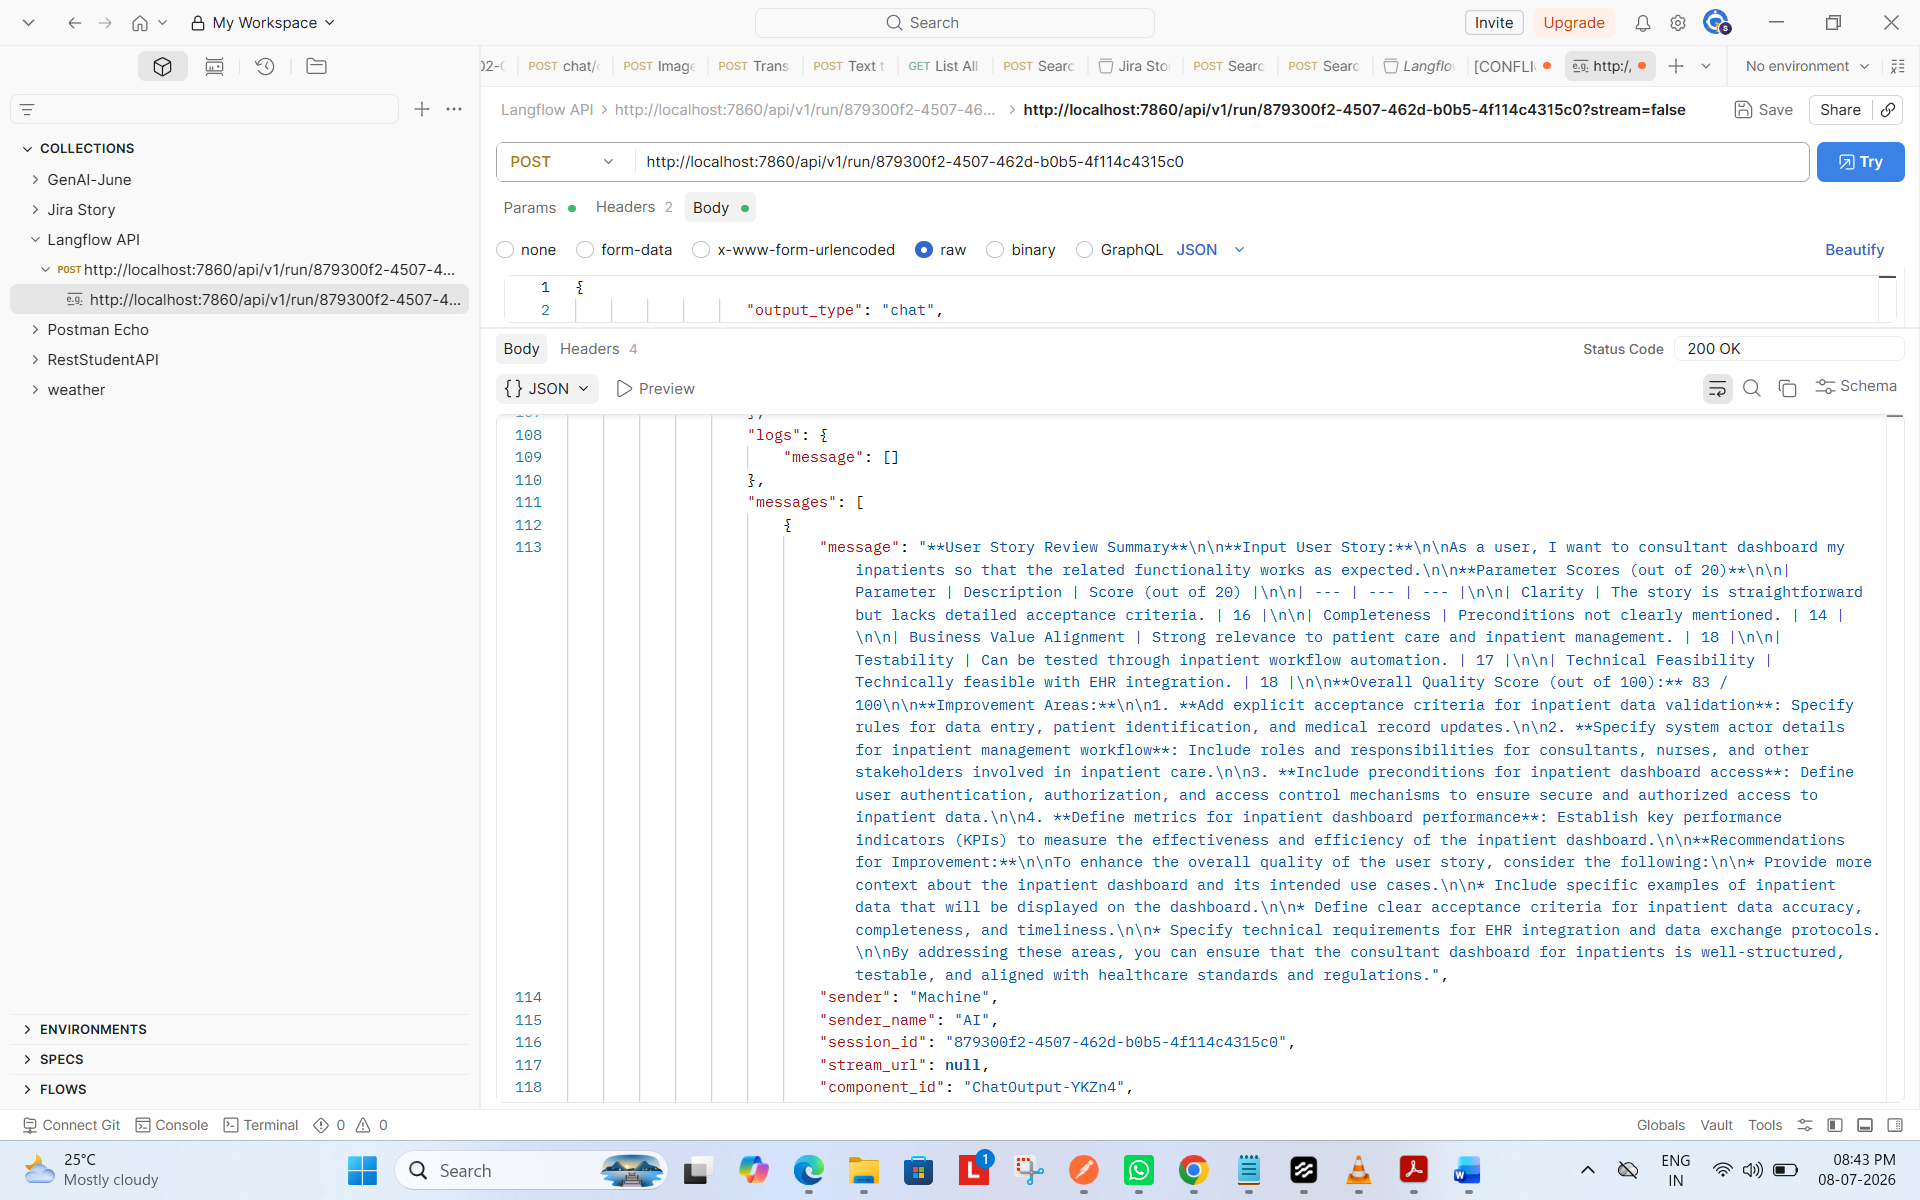 My Workspace
Search
Invite
Upgrade
POST chat/
POST Image
POST Trans
POST Text t
GET List All
POST Searc
Jira Sto
POST Searc
POST Searc
Langflo
[CONFLI
http:/
No environment
COLLECTIONS
GenAI-June
Jira Story
Langflow API
POST http://localhost:7860/api/v1/run/879300f2-4507-4...
e.g. http://localhost:7860/api/v1/run/879300f2-4507-4...
Postman Echo
RestStudentAPI
weather
ENVIRONMENTS
SPECS
FLOWS
Langflow API > http://localhost:7860/api/v1/run/879300f2-4507-46... > http://localhost:7860/api/v1/run/879300f2-4507-462d-b0b5-4f114c4315c0?stream=false
Save
Share
POST http://localhost:7860/api/v1/run/879300f2-4507-462d-b0b5-4f114c4315c0
Try
Params
Headers 2
Body
none form-data x-www-form-urlencoded raw binary GraphQL JSON
Beautify
1 {
2 "output_type": "chat",
Body Headers 4
Status Code 200 OK
{} JSON Preview
Schema
108 "logs": {
109 "message": []
110 },
111 "messages": [
112 {
113 "message": "**User Story Review Summary**\n\n**Input User Story:**\n\nAs a user, I want to consultant dashboard my
inpatients so that the related functionality works as expected.\n\n**Parameter Scores (out of 20)**\n\n|
Parameter | Description | Score (out of 20) |\n\n| --- | --- | --- |\n\n| Clarity | The story is straightforward
but lacks detailed acceptance criteria. | 16 |\n\n| Completeness | Preconditions not clearly mentioned. | 14 |
\n\n| Business Value Alignment | Strong relevance to patient care and inpatient management. | 18 |\n\n|
Testability | Can be tested through inpatient workflow automation. | 17 |\n\n| Technical Feasibility |
Technically feasible with EHR integration. | 18 |\n\n**Overall Quality Score (out of 100):** 83 /
100\n\n**Improvement Areas:**\n\n1. **Add explicit acceptance criteria for inpatient data validation**: Specify
rules for data entry, patient identification, and medical record updates.\n\n2. **Specify system actor details
for inpatient management workflow**: Include roles and responsibilities for consultants, nurses, and other
stakeholders involved in inpatient care.\n\n3. **Include preconditions for inpatient dashboard access**: Define
user authentication, authorization, and access control mechanisms to ensure secure and authorized access to
inpatient data.\n\n4. **Define metrics for inpatient dashboard performance**: Establish key performance
indicators (KPIs) to measure the effectiveness and efficiency of the inpatient dashboard.\n\n**Recommendations
for Improvement:**\n\nTo enhance the overall quality of the user story, consider the following:\n\n* Provide more
context about the inpatient dashboard and its intended use cases.\n\n* Include specific examples of inpatient
data that will be displayed on the dashboard.\n\n* Define clear acceptance criteria for inpatient data accuracy,
completeness, and timeliness.\n\n* Specify technical requirements for EHR integration and data exchange protocols.
\n\nBy addressing these areas, you can ensure that the consultant dashboard for inpatients is well-structured,
testable, and aligned with healthcare standards and regulations.",
114 "sender": "Machine",
115 "sender_name": "AI",
116 "session_id": "879300f2-4507-462d-b0b5-4f114c4315c0",
117 "stream_url": null,
118 "component_id": "ChatOutput-YKZn4",
Connect Git Console Terminal 0 0
Globals Vault Tools
25°C
Mostly cloudy
Search
1
ENG
IN
08:43 PM
08-07-2026